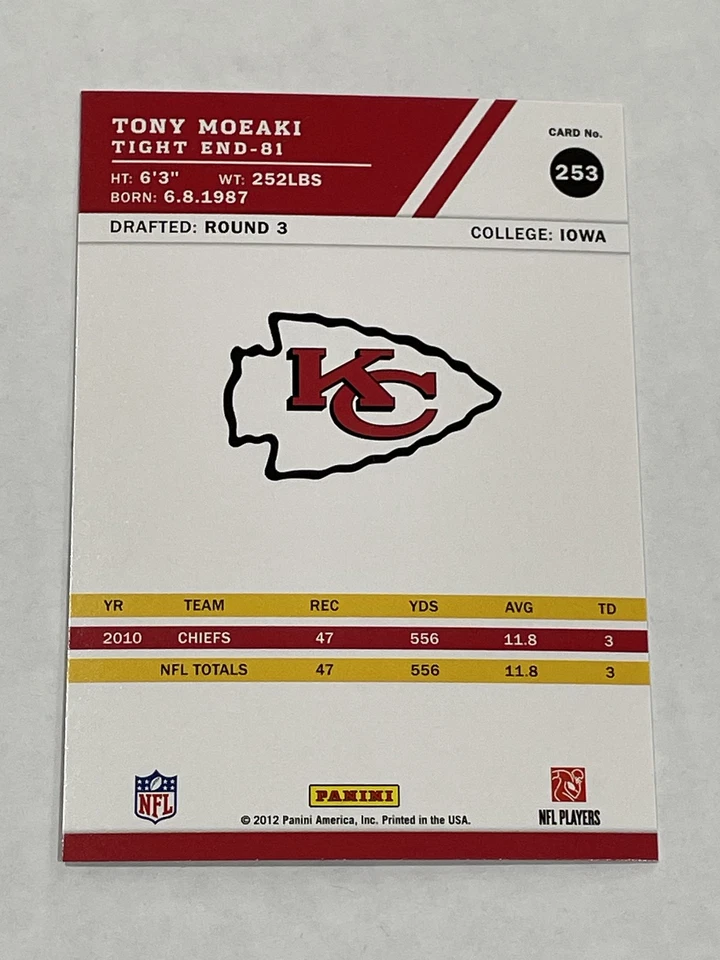 TONY MOEAKI
TIGHT END-81
HT: 6'3" WT: 252LBS
BORN: 6.8.1987
CARD No.
253
DRAFTED: ROUND 3 COLLEGE: IOWA
KC
YR TEAM REC YDS AVG TD
2010 CHIEFS 47 556 11.8 3
NFL TOTALS 47 556 11.8 3
NFL
PANINI
© 2012 Panini America, Inc. Printed in the USA.
NFL PLAYERS